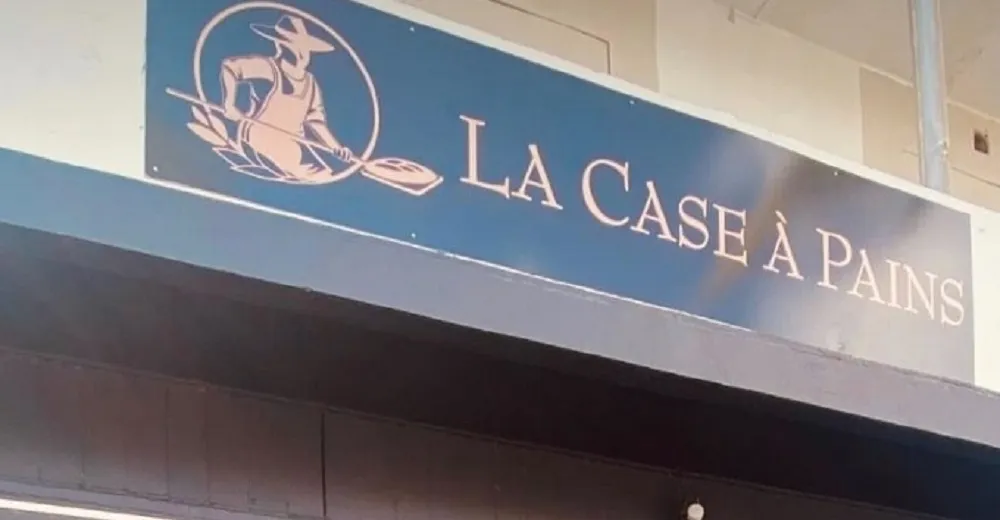 LA CASE À PAINS